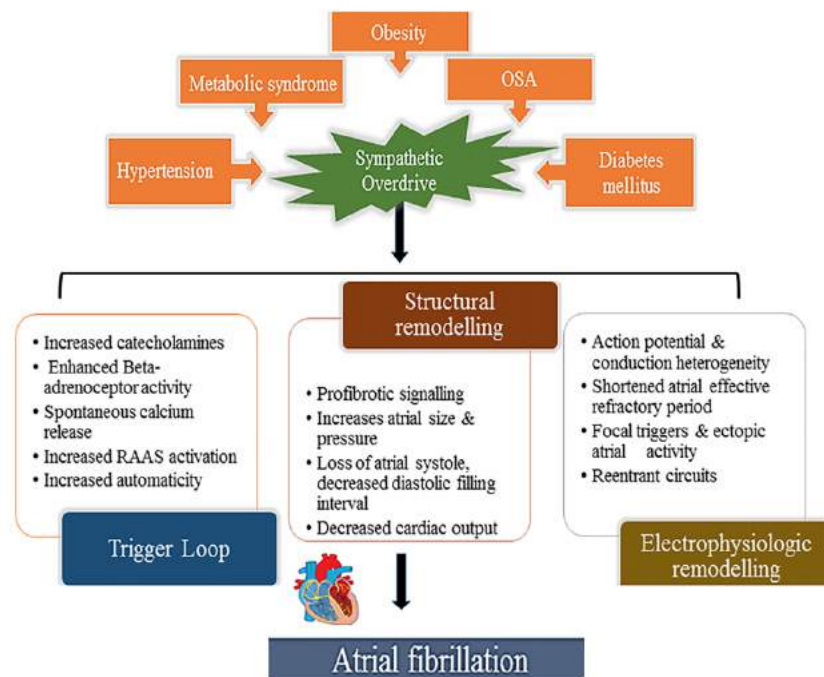 Obesity
Metabolic syndrome
OSA
Hypertension
Sympathetic
Overdrive
Diabetes
mellitus
• Increased catecholamines
• Enhanced Beta-
adrenoceptor activity
• Spontaneous calcium
release
• Increased RAAS activation
• Increased automaticity
Trigger Loop
Structural
remodelling
• Profibrotic signalling
• Increases atrial size &
pressure
• Loss of atrial systole,
decreased diastolic filling
interval
• Decreased cardiac output
• Action potential &
conduction heterogeneity
• Shortened atrial effective
refractory period
• Focal triggers & ectopic
atrial activity
• Reentrant circuits
Electrophysiologic
remodelling
Atrial fibrillation